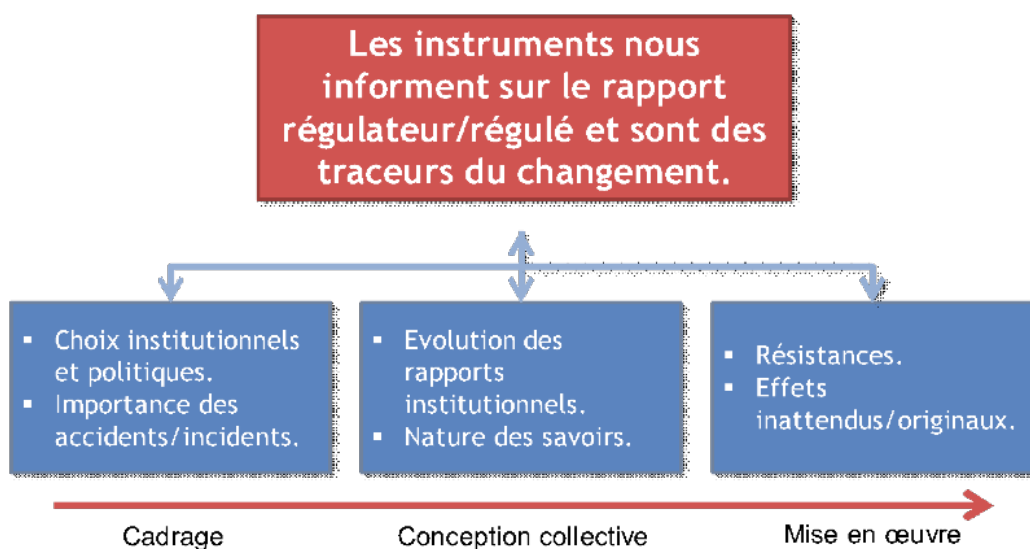 Les instruments nous
informent sur le rapport
régulateur/régulé et sont des
traceurs du changement.
▪ Choix institutionnels
et politiques.
▪ Importance des
accidents/incidents.
▪ Evolution des
rapports
institutionnels.
▪ Nature des savoirs.
▪ Résistances.
▪ Effets
inattendus/originaux.
Cadrage
Conception collective
Mise en œuvre